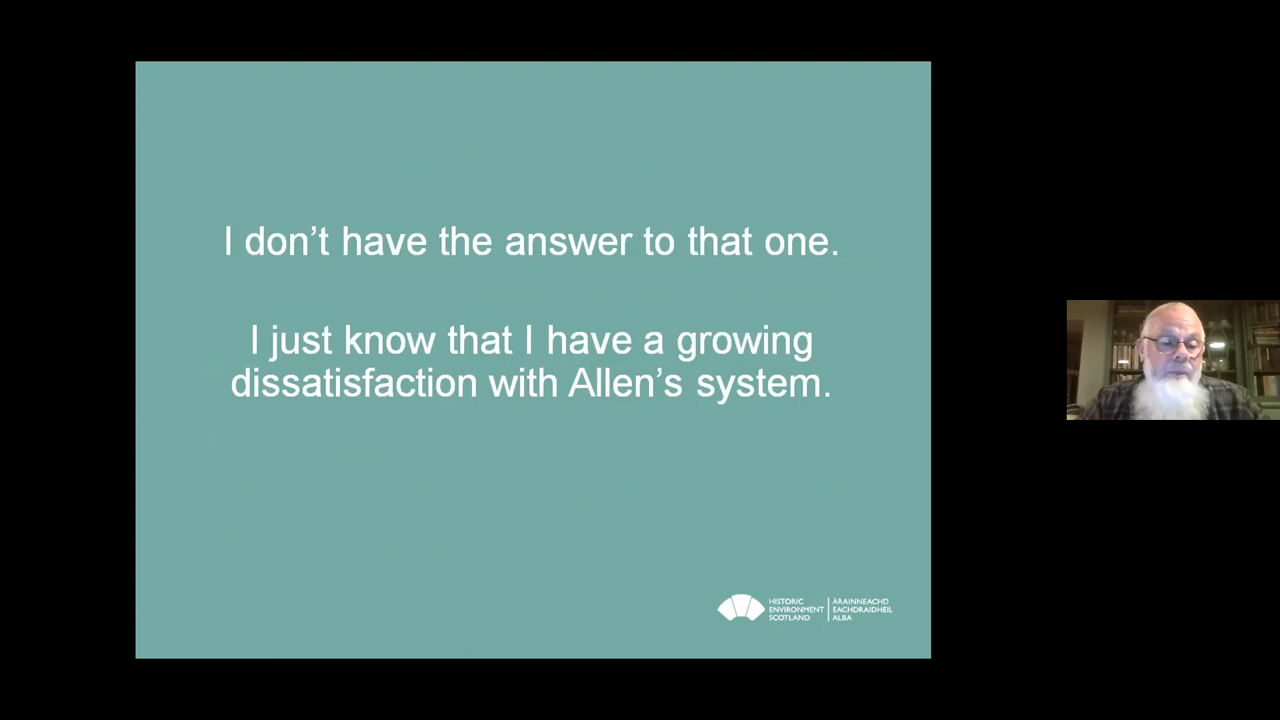 I don’t have the answer to that one.
I just know that I have a growing
dissatisfaction with Allen’s system.
HISTORIC
ENVIRONMENT
SCOTLAND
ÀRAINNEACHD
EACHDRAIDHEIL
ALBA